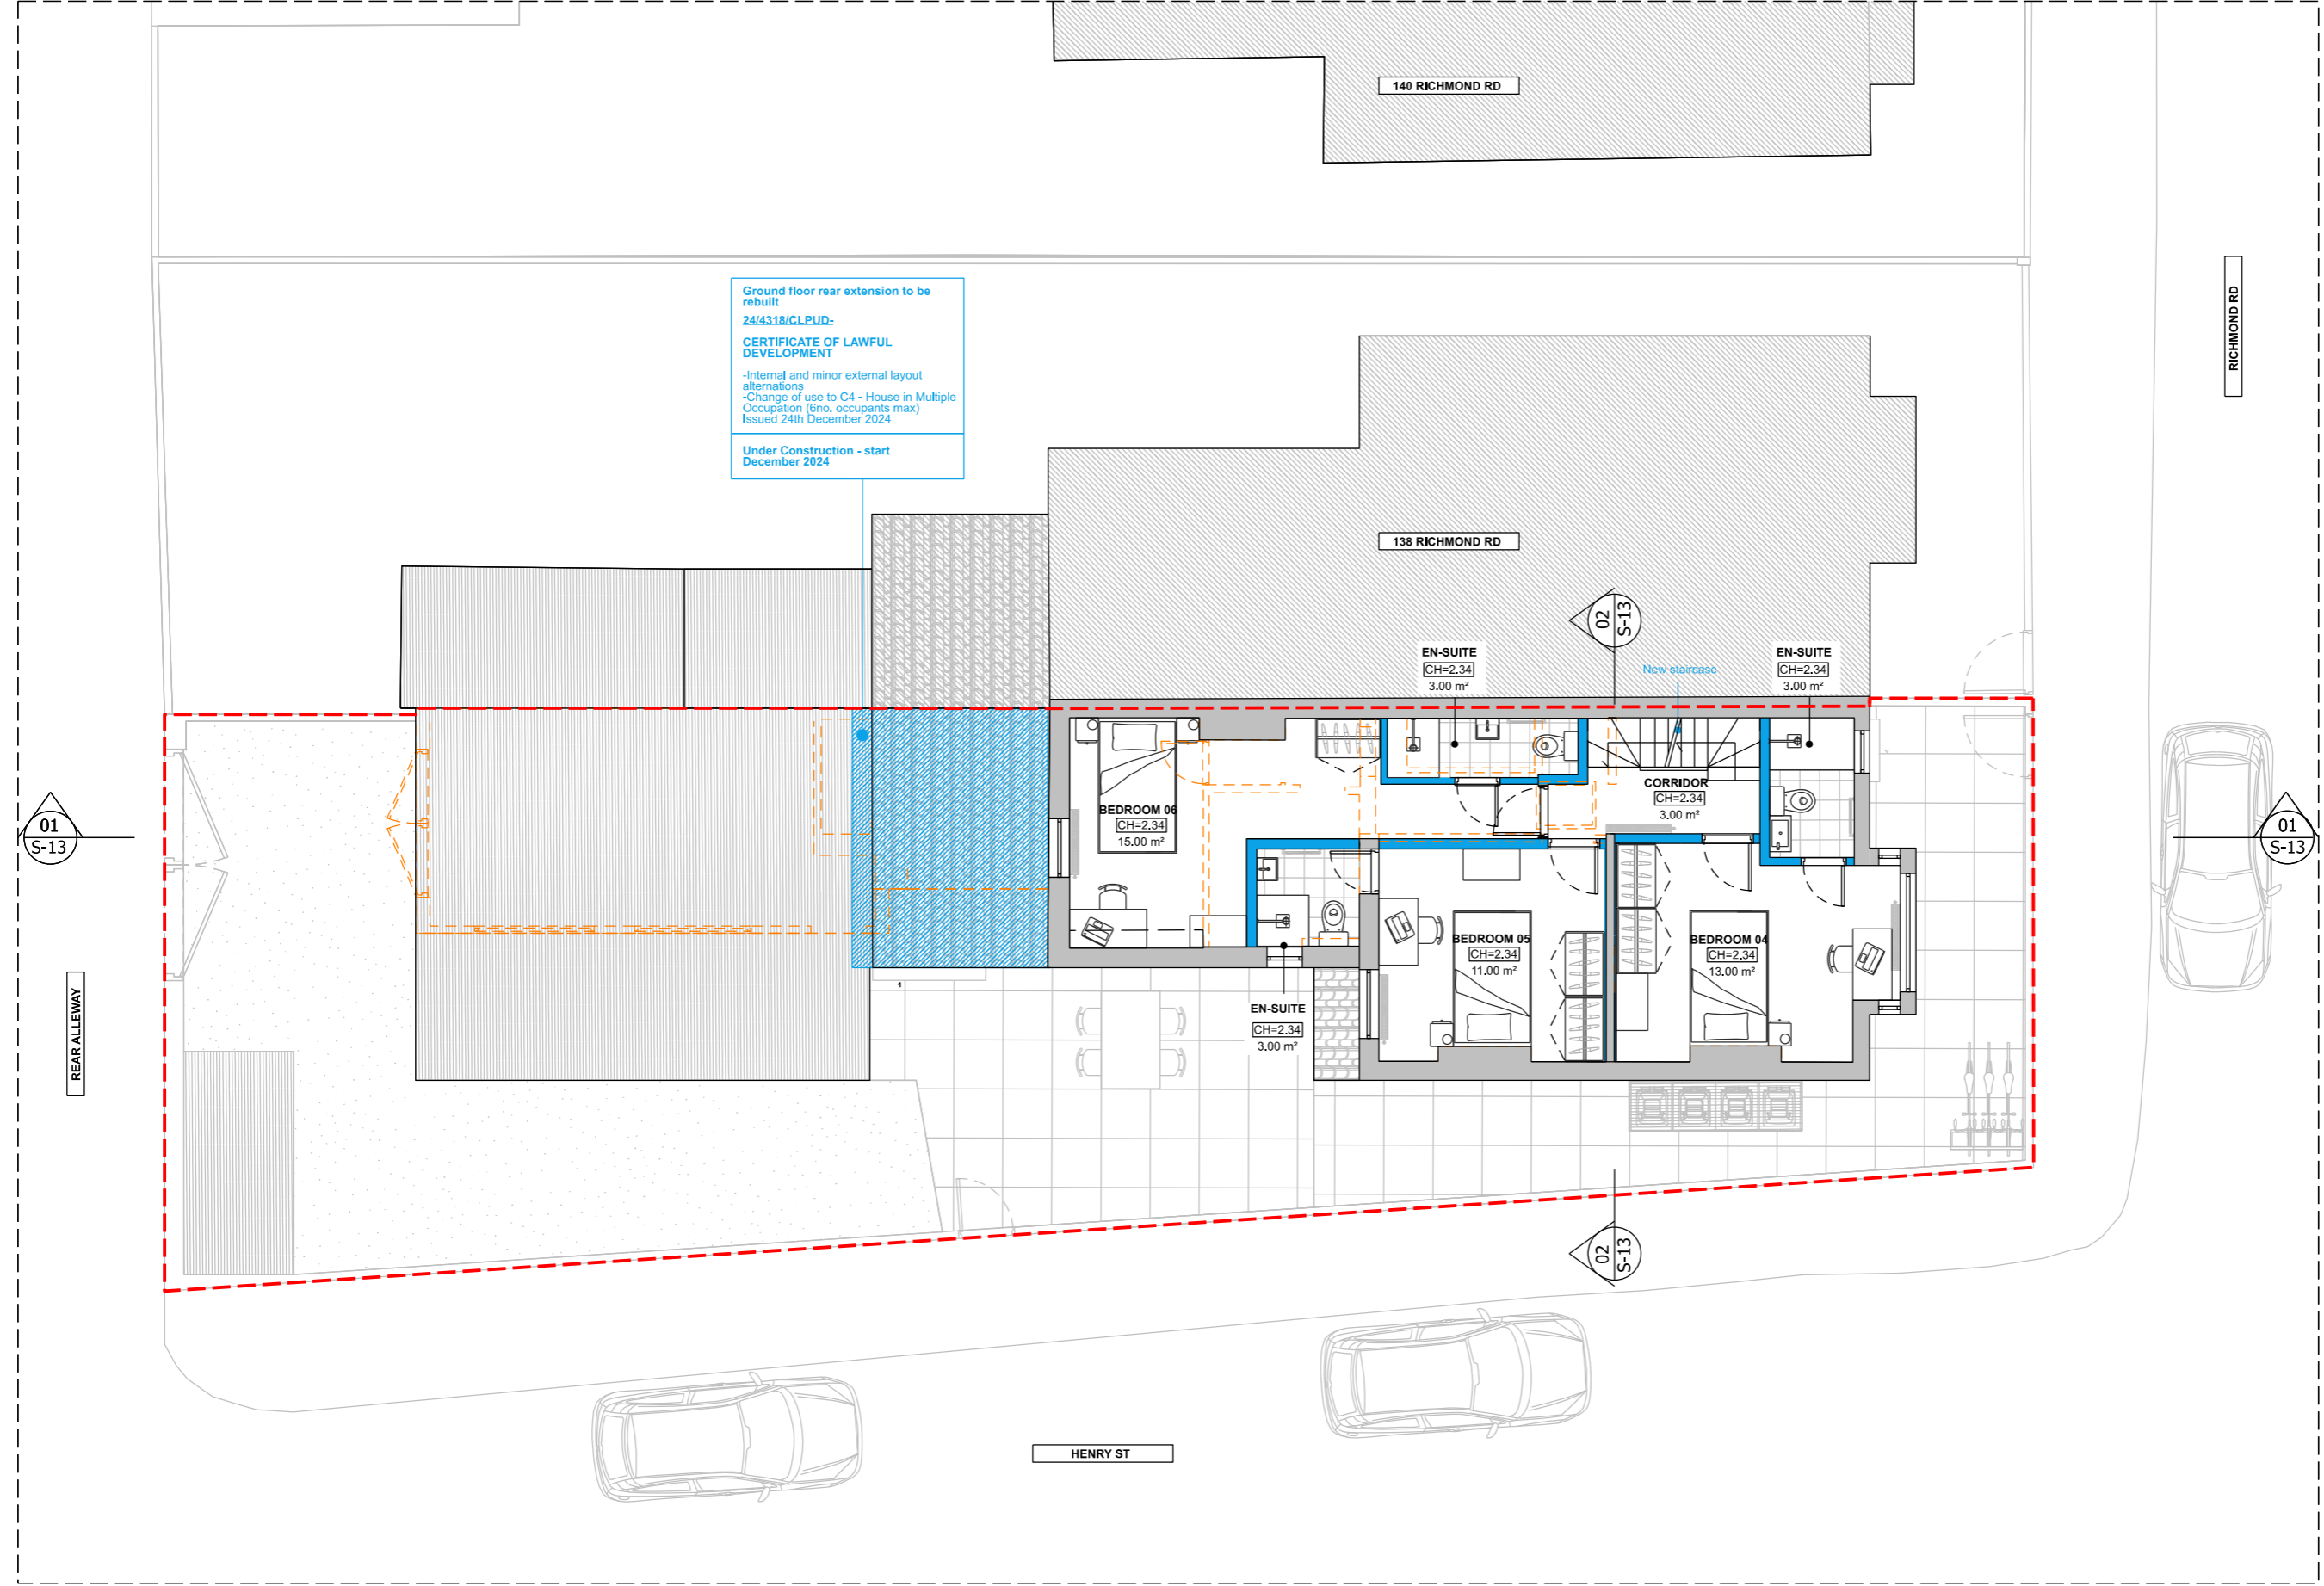 140 RICHMOND RD
RICHMOND RD
Ground floor rear extension to be
rebuilt
24/4318/CLPUD-
CERTIFICATE OF LAWFUL
DEVELOPMENT
-Internal and minor external layout
alternations
-Change of use to C4 - House in Multiple
Occupation (6no. occupants max)
Issued 24th December 2024
Under Construction - start
December 2024
138 RICHMOND RD
02
S-13
EN-SUITE
CH=2.34
3.00 m²
New staircase
EN-SUITE
CH=2.34
3.00 m²
CORRIDOR
CH=2.34
3.00 m²
BEDROOM 06
CH=2.34
15.00 m²
01
S-13
01
S-13
BEDROOM 05
CH=2.34
11.00 m²
BEDROOM 04
CH=2.34
13.00 m²
1
EN-SUITE
CH=2.34
3.00 m²
REAR ALLEWAY
02
S-13
HENRY ST